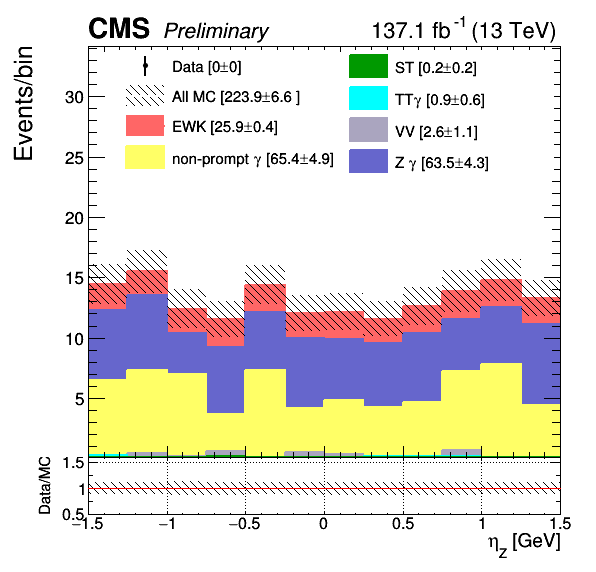 CMS Preliminary 137.1 fb⁻¹ (13 TeV)
Events/bin
Data [0±0]
All MC [223.9±6.6 ]
EWK [25.9±0.4]
non-prompt γ [65.4±4.9]
ST [0.2±0.2]
TTγ [0.9±0.6]
VV [2.6±1.1]
Z γ [63.5±4.3]
30
25
20
15
10
5
Data/MC
1.5
1
0.5
−1.5 −1 −0.5 0 0.5 1 1.5
η_Z [GeV]